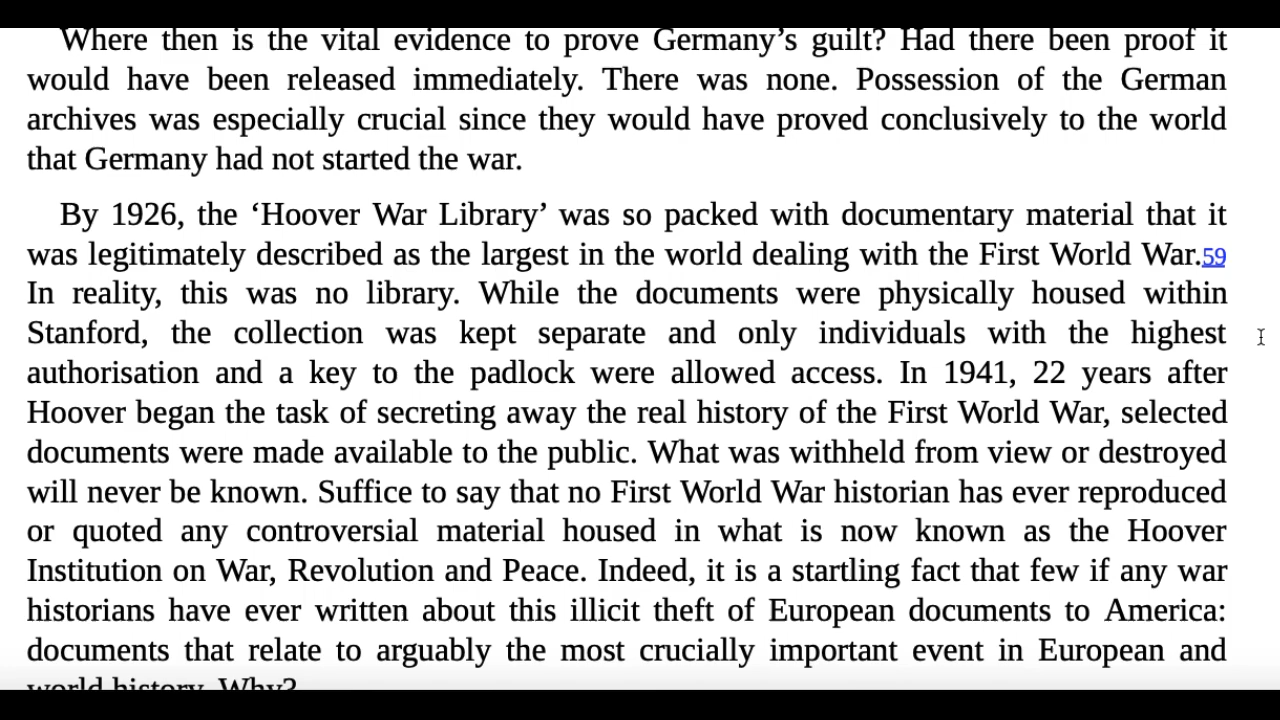 Where then is the vital evidence to prove Germany’s guilt? Had there been proof it
would have been released immediately. There was none. Possession of the German
archives was especially crucial since they would have proved conclusively to the world
that Germany had not started the war.
By 1926, the ‘Hoover War Library’ was so packed with documentary material that it
was legitimately described as the largest in the world dealing with the First World War.59
In reality, this was no library. While the documents were physically housed within
Stanford, the collection was kept separate and only individuals with the highest
authorisation and a key to the padlock were allowed access. In 1941, 22 years after
Hoover began the task of secreting away the real history of the First World War, selected
documents were made available to the public. What was withheld from view or destroyed
will never be known. Suffice to say that no First World War historian has ever reproduced
or quoted any controversial material housed in what is now known as the Hoover
Institution on War, Revolution and Peace. Indeed, it is a startling fact that few if any war
historians have ever written about this illicit theft of European documents to America:
documents that relate to arguably the most crucially important event in European and
world history. Why?